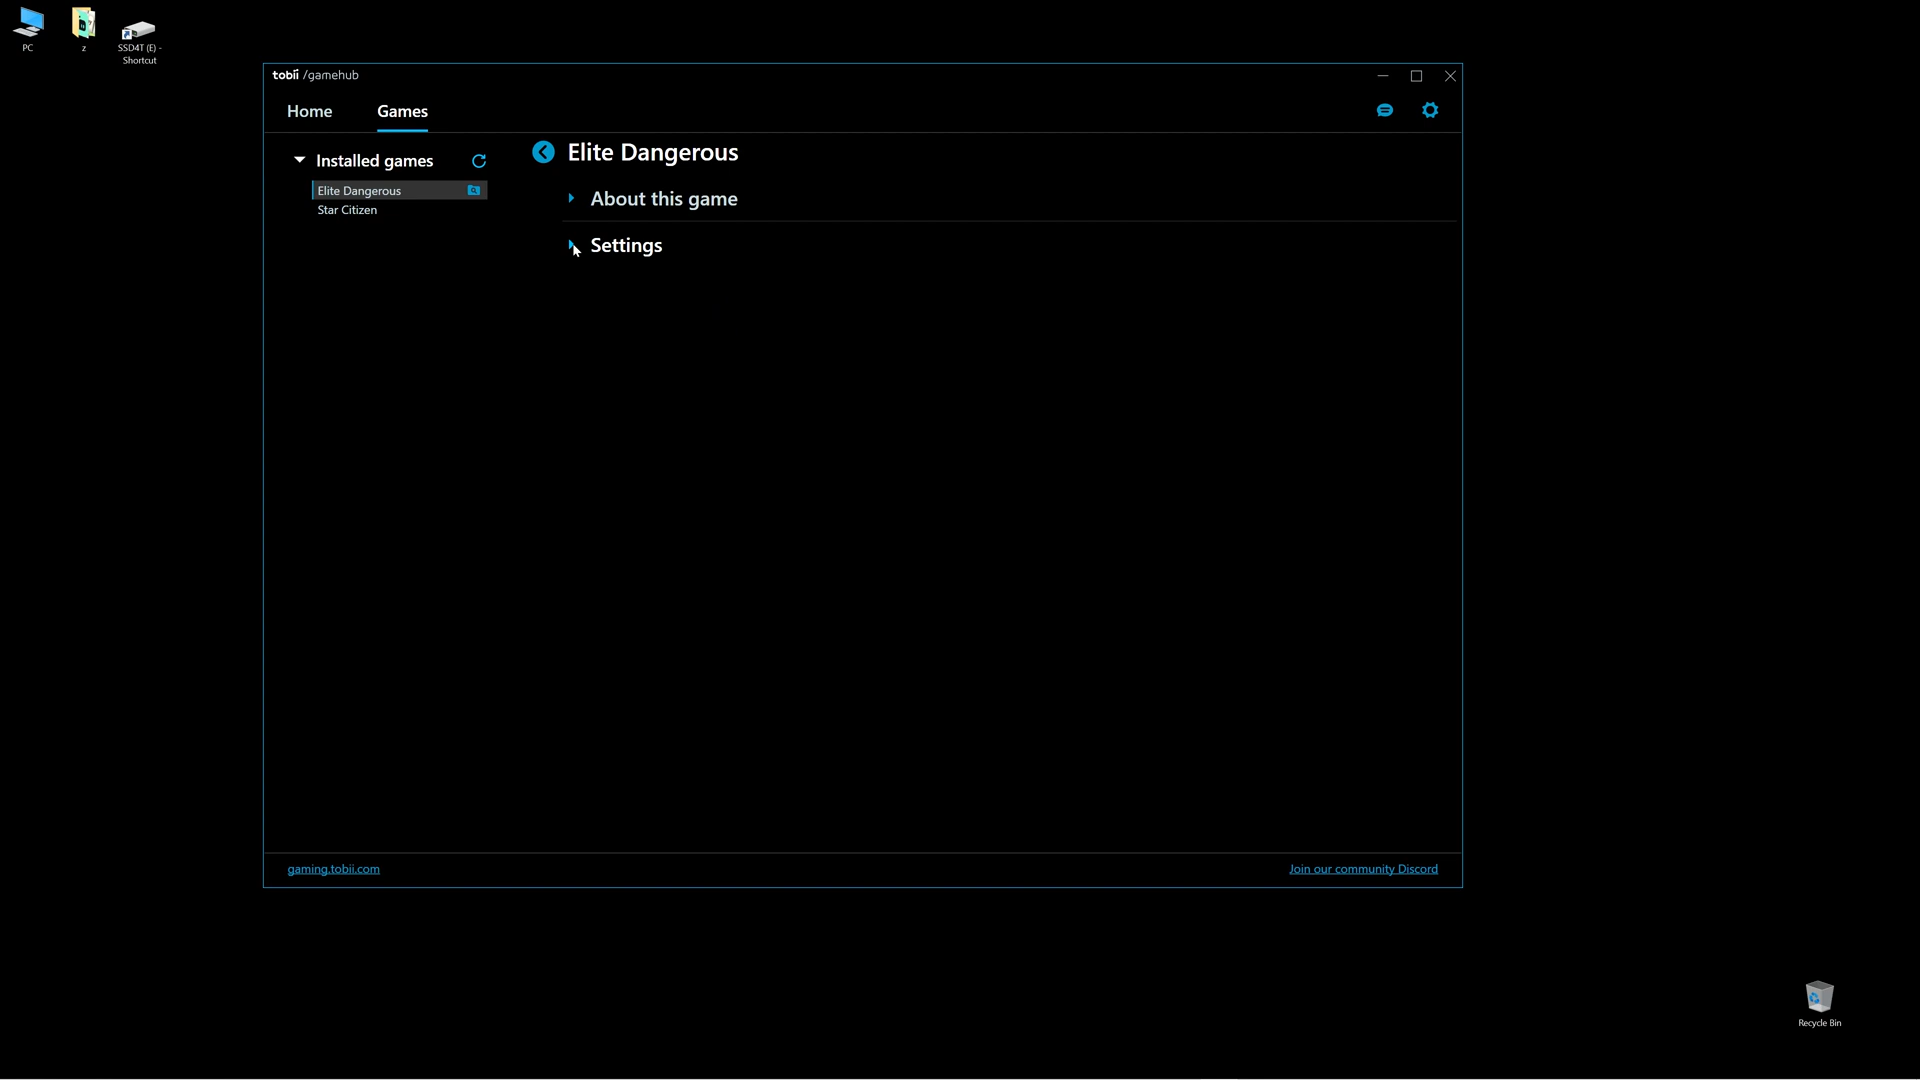 PC
z
SSD4T (E) -
Shortcut
tobii /gamehub
Home
Games
Installed games
Elite Dangerous
Star Citizen
Elite Dangerous
About this game
Settings
gaming.tobii.com
Join our community Discord
Recycle Bin